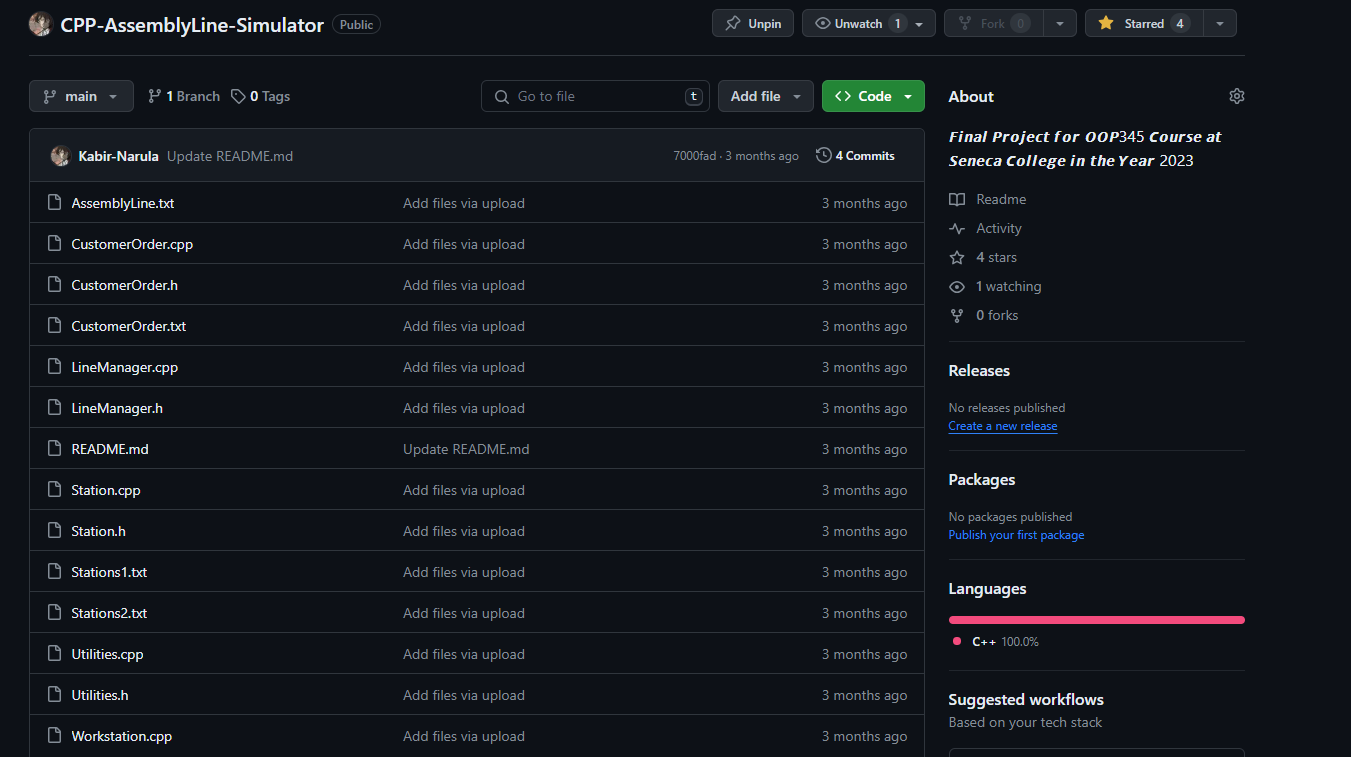 CPP-AssemblyLine-Simulator Public Unpin Unwatch 1 Fork 0 Starred 4
main 1 Branch 0 Tags Go to file t Add file Code
Kabir-Narula Update README.md 7000fad · 3 months ago 4 Commits
AssemblyLine.txt Add files via upload 3 months ago
CustomerOrder.cpp Add files via upload 3 months ago
CustomerOrder.h Add files via upload 3 months ago
CustomerOrder.txt Add files via upload 3 months ago
LineManager.cpp Add files via upload 3 months ago
LineManager.h Add files via upload 3 months ago
README.md Update README.md 3 months ago
Station.cpp Add files via upload 3 months ago
Station.h Add files via upload 3 months ago
Stations1.txt Add files via upload 3 months ago
Stations2.txt Add files via upload 3 months ago
Utilities.cpp Add files via upload 3 months ago
Utilities.h Add files via upload 3 months ago
Workstation.cpp Add files via upload 3 months ago
About
Final Project for OOP345 Course at
Seneca College in the Year 2023
Readme
Activity
4 stars
1 watching
0 forks
Releases
No releases published
Create a new release
Packages
No packages published
Publish your first package
Languages
C++ 100.0%
Suggested workflows
Based on your tech stack